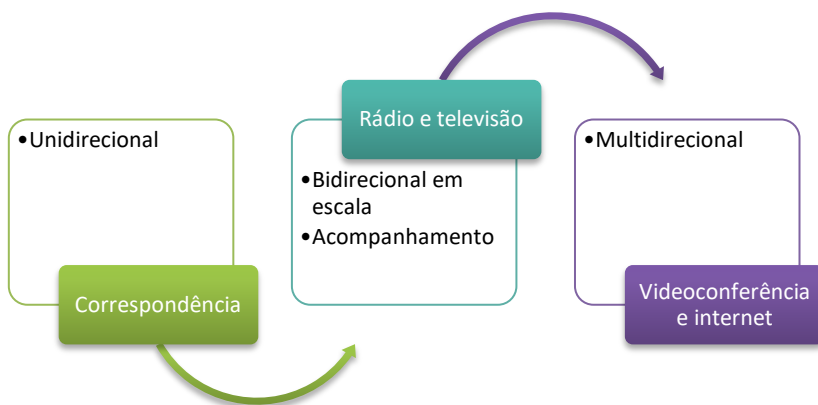 •Unidirecional
Correspondência
Rádio e televisão
•Bidirecional em
escala
•Acompanhamento
•Multidirecional
Videoconferência
e internet